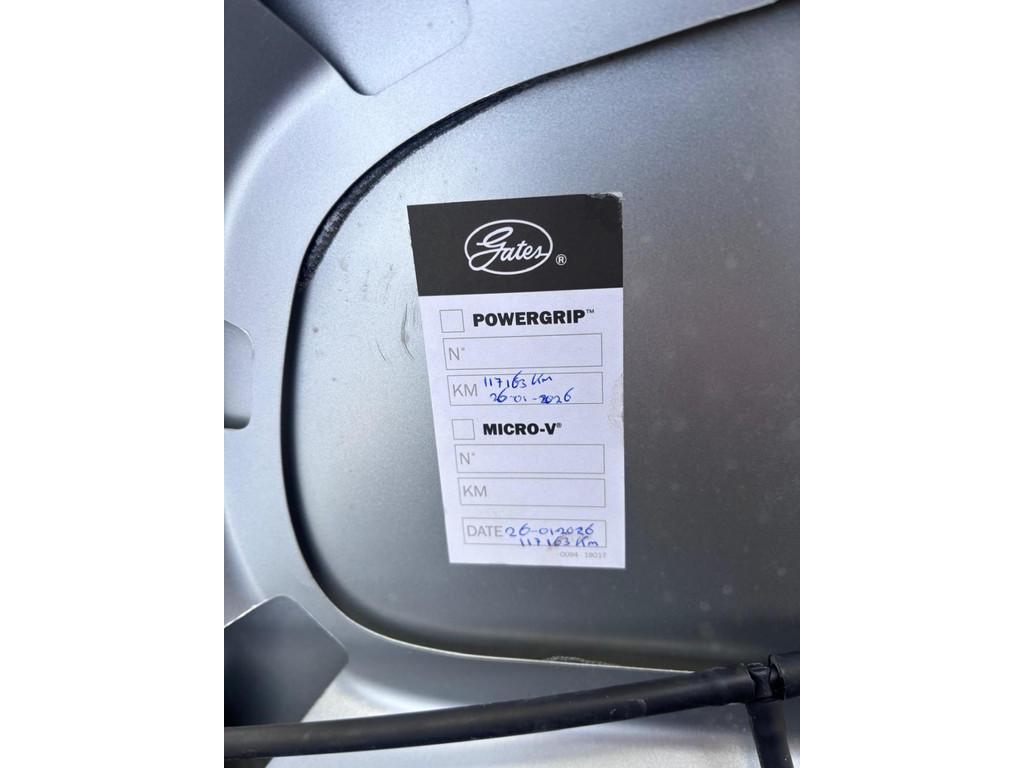 Gates ®
POWERGRIP™
N°
KM 117163 Km
26-01-2026
MICRO-V®
N°
KM
DATE 26-01-2026
117163 Km
0094 - 18017